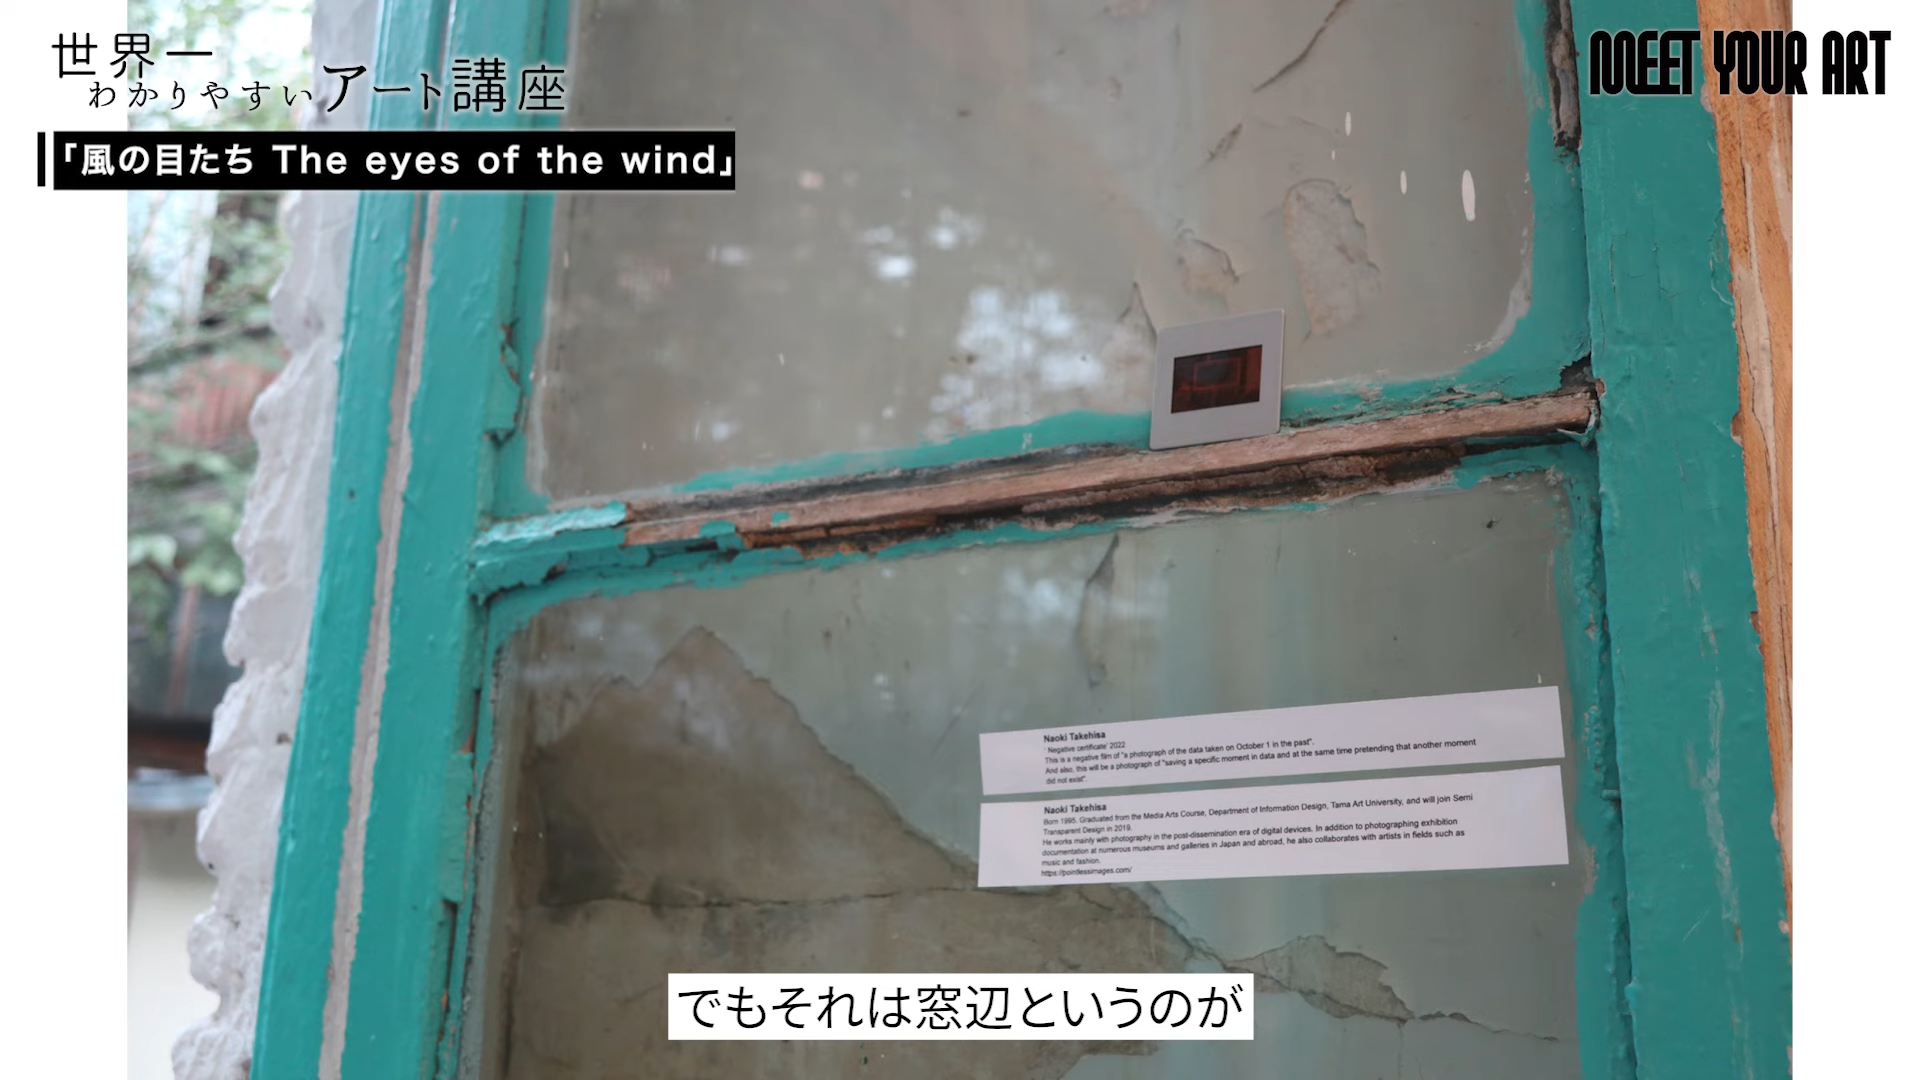 世界一
わかりやすいアート講座
MEET YOUR ART
「風の目たち The eyes of the wind」
Naoki Takehisa
' Negative certificate' 2022
This is a negative film of "a photograph of the data taken on October 1 in the past".
And also, this will be a photograph of "saving a specific moment in data and at the same time pretending that another moment
did not exist".
Naoki Takehisa
Born 1995. Graduated from the Media Arts Course, Department of Information Design, Tama Art University, and will join Semi
Transparent Design in 2019.
He works mainly with photography in the post-dissemination era of digital devices. In addition to photographing exhibition
documentation at numerous museums and galleries in Japan and abroad, he also collaborates with artists in fields such as
music and fashion.
https://pointlessimages.com/
でもそれは窓辺というのが